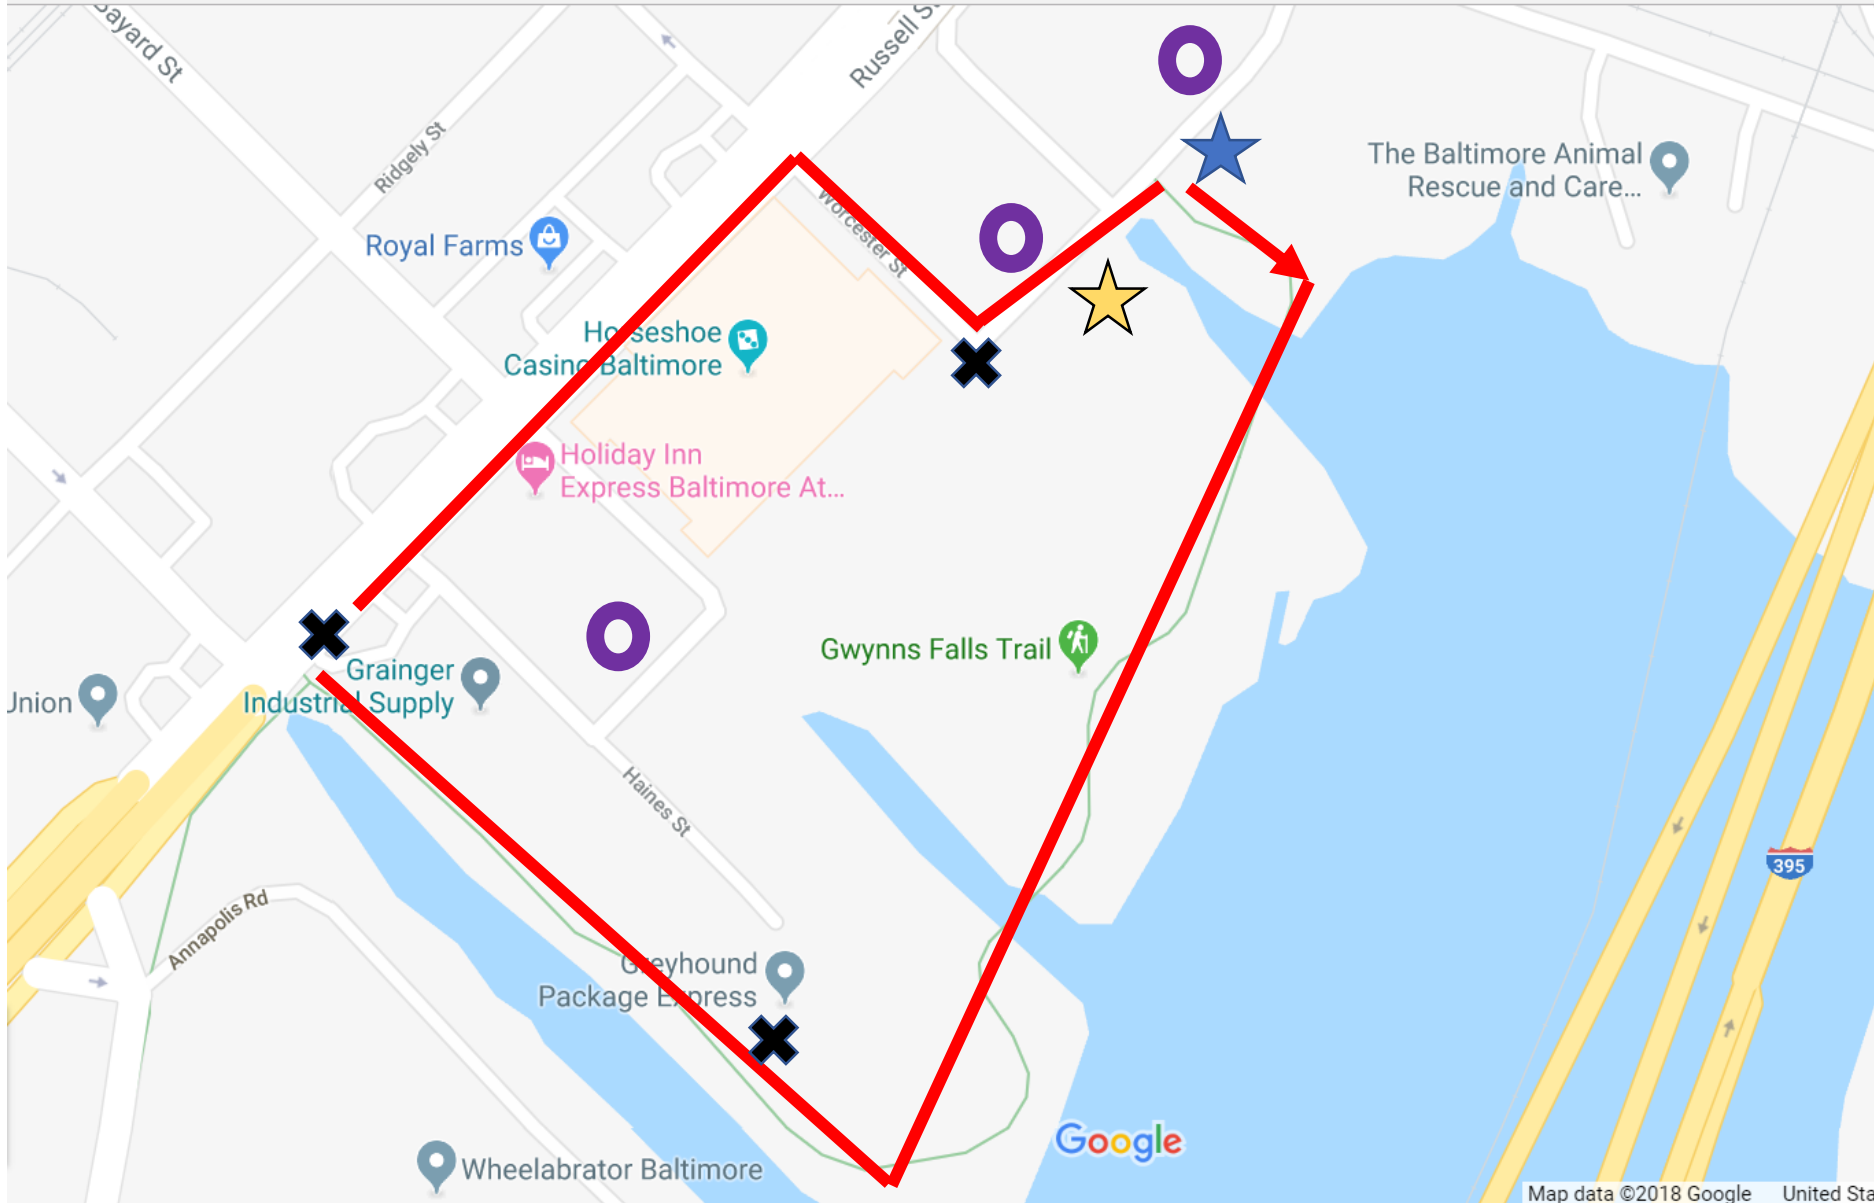 Bayard St
Russell St
Ridgely St
The Baltimore Animal
Rescue and Care...
Worcester St
Royal Farms
Horseshoe
Casino Baltimore
Holiday Inn
Express Baltimore At...
Gwynns Falls Trail
Grainger
Industrial Supply
Union
Haines St
395
Annapolis Rd
Greyhound
Package Express
Google
Wheelabrator Baltimore
Map data ©2018 Google United Sta